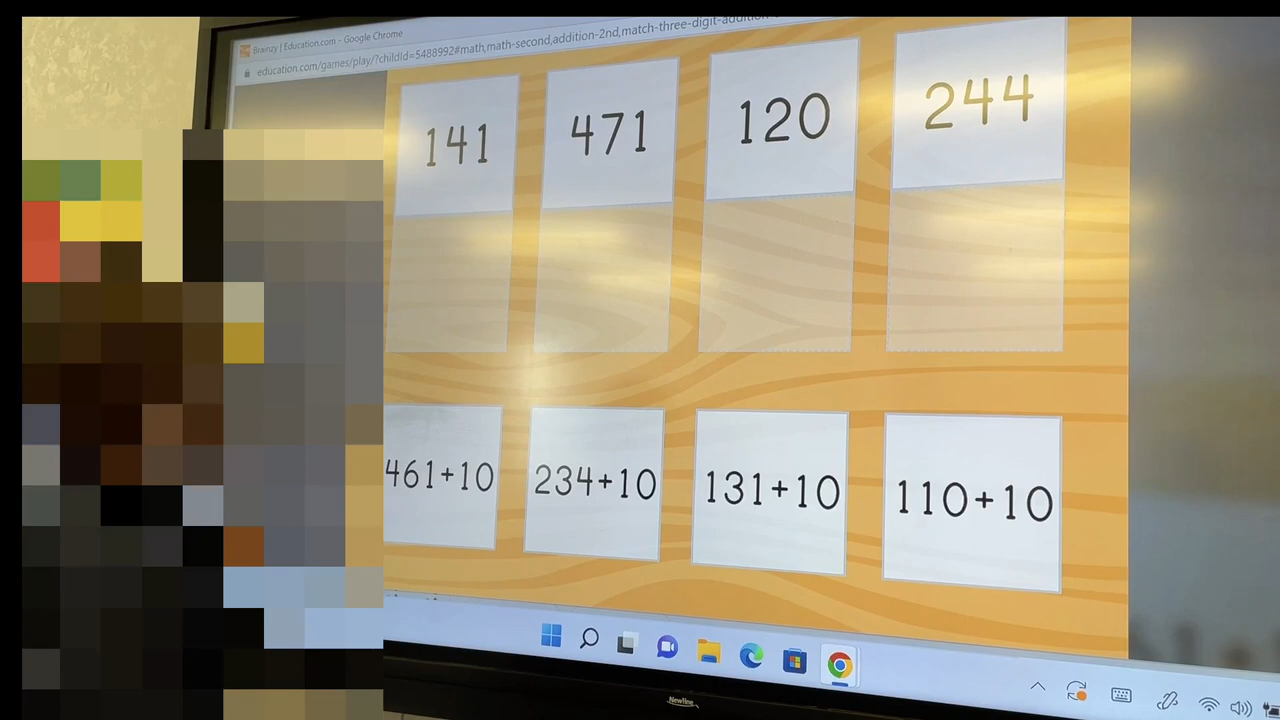 Brainzy | Education.com - Google Chrome
education.com/games/play/?childId=5488992#math,math-second,addition-2nd,match-three-digit-addition-
141 471 120 244
461+10 234+10 131+10 110+10
Newline